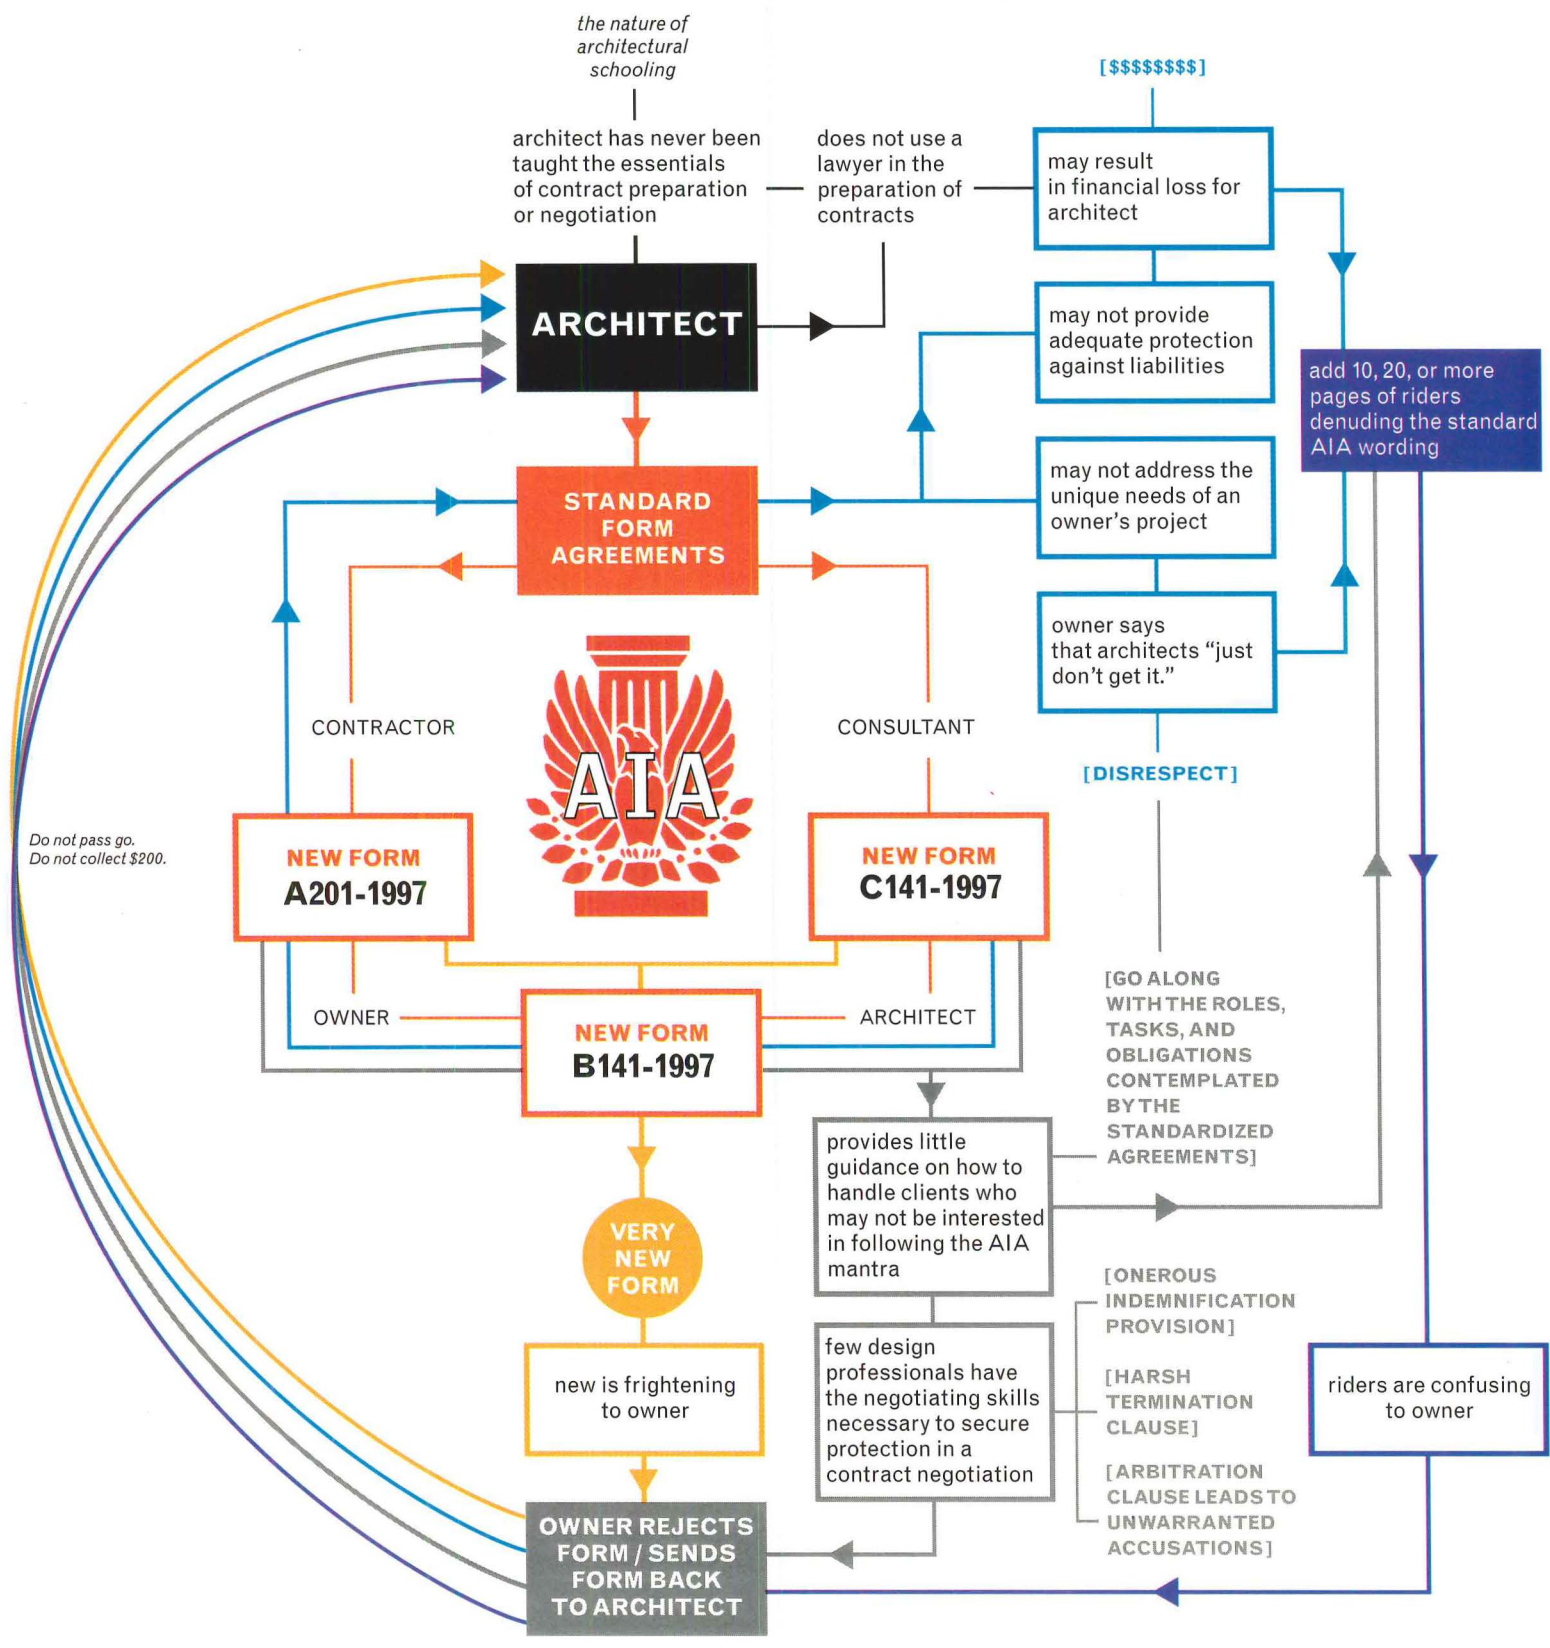 the nature of
architectural
schooling
architect has never been
taught the essentials
of contract preparation
or negotiation
does not use a
lawyer in the
preparation of
contracts
[$$$$$$$$]
may result
in financial loss for
architect
ARCHITECT
may not provide
adequate protection
against liabilities
add 10, 20, or more
pages of riders
denuding the standard
AIA wording
STANDARD
FORM
AGREEMENTS
may not address the
unique needs of an
owner's project
owner says
that architects “just
don't get it.”
CONTRACTOR
AIA
CONSULTANT
[DISRESPECT]
Do not pass go.
Do not collect $200.
NEW FORM
A201-1997
NEW FORM
C141-1997
OWNER
NEW FORM
B141-1997
ARCHITECT
[GO ALONG
WITH THE ROLES,
TASKS, AND
OBLIGATIONS
CONTEMPLATED
BY THE
STANDARDIZED
AGREEMENTS]
provides little
guidance on how to
handle clients who
may not be interested
in following the AIA
mantra
VERY
NEW
FORM
[ONEROUS
INDEMNIFICATION
PROVISION]
few design
professionals have
the negotiating skills
necessary to secure
protection in a
contract negotiation
[HARSH
TERMINATION
CLAUSE]
[ARBITRATION
CLAUSE LEADS TO
UNWARRANTED
ACCUSATIONS]
new is frightening
to owner
riders are confusing
to owner
OWNER REJECTS
FORM / SENDS
FORM BACK
TO ARCHITECT